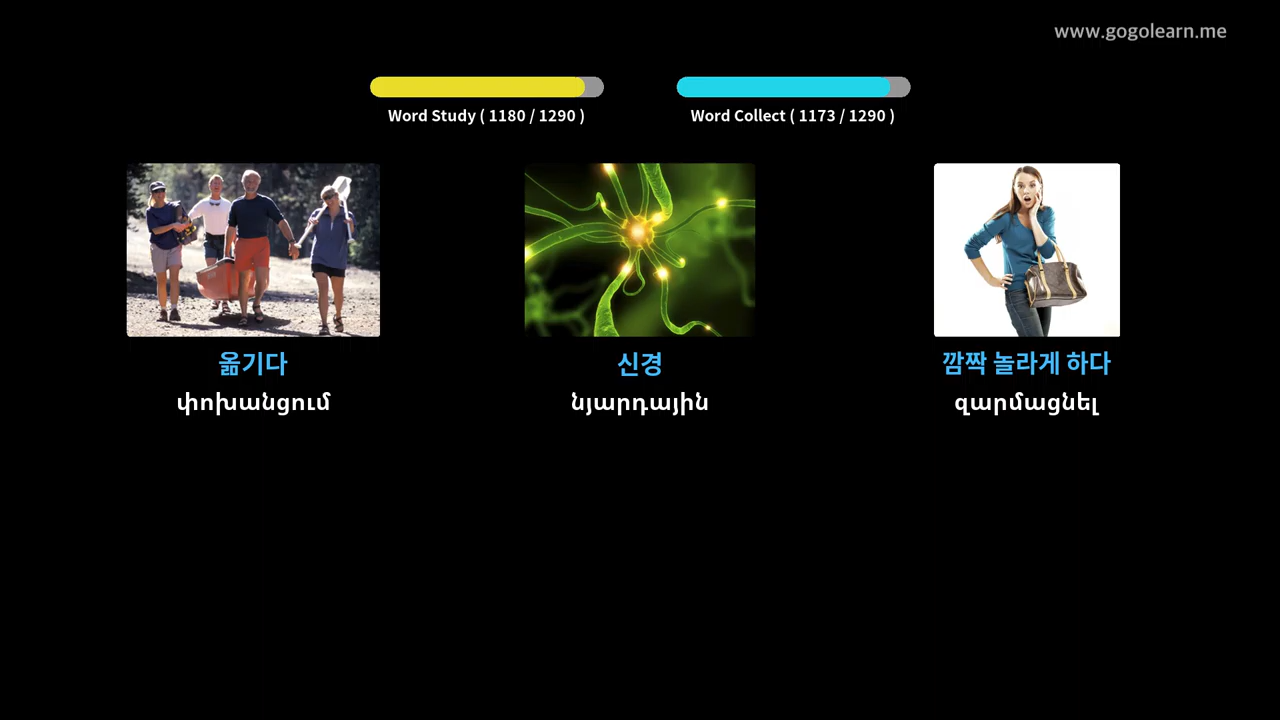 www.gogolearn.me
Word Study ( 1180 / 1290 )
Word Collect ( 1173 / 1290 )
옮기다
փոխանցում
신경
նյարդային
깜짝 놀라게 하다
զարմացնել